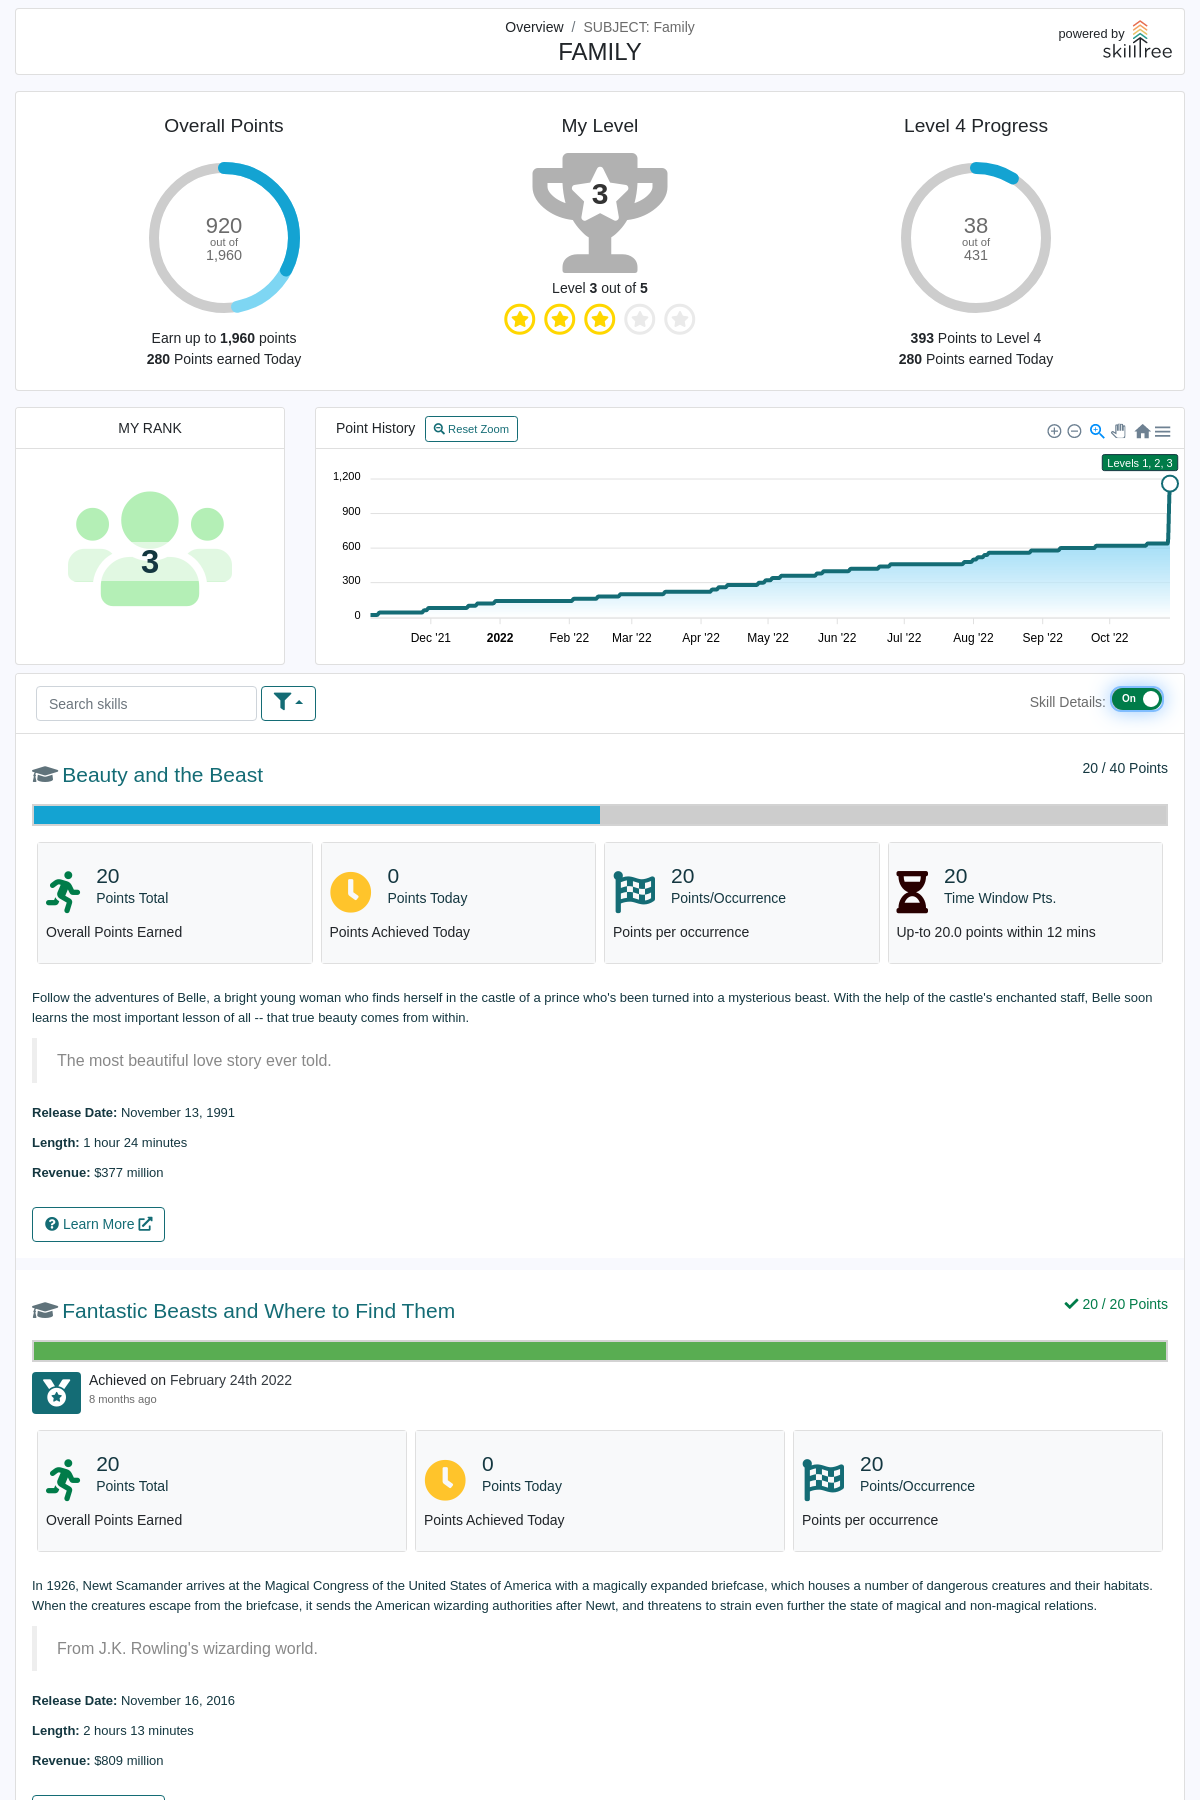 Overview / SUBJECT: Family
FAMILY
powered by
skilltree
Overall Points
920
out of
1,960
Earn up to 1,960 points
280 Points earned Today
My Level
3
Level 3 out of 5
Level 4 Progress
38
out of
431
393 Points to Level 4
280 Points earned Today
MY RANK
3
Point History
Reset Zoom
Levels 1, 2, 3
1,200
900
600
300
0
Dec '21 2022 Feb '22 Mar '22 Apr '22 May '22 Jun '22 Jul '22 Aug '22 Sep '22 Oct '22
Search skills
Skill Details: On
Beauty and the Beast
20 / 40 Points
20
Points Total
Overall Points Earned
0
Points Today
Points Achieved Today
20
Points/Occurrence
Points per occurrence
20
Time Window Pts.
Up-to 20.0 points within 12 mins
Follow the adventures of Belle, a bright young woman who finds herself in the castle of a prince who's been turned into a mysterious beast. With the help of the castle's enchanted staff, Belle soon
learns the most important lesson of all -- that true beauty comes from within.
The most beautiful love story ever told.
Release Date: November 13, 1991
Length: 1 hour 24 minutes
Revenue: $377 million
Learn More
Fantastic Beasts and Where to Find Them
20 / 20 Points
Achieved on February 24th 2022
8 months ago
20
Points Total
Overall Points Earned
0
Points Today
Points Achieved Today
20
Points/Occurrence
Points per occurrence
In 1926, Newt Scamander arrives at the Magical Congress of the United States of America with a magically expanded briefcase, which houses a number of dangerous creatures and their habitats.
When the creatures escape from the briefcase, it sends the American wizarding authorities after Newt, and threatens to strain even further the state of magical and non-magical relations.
From J.K. Rowling's wizarding world.
Release Date: November 16, 2016
Length: 2 hours 13 minutes
Revenue: $809 million